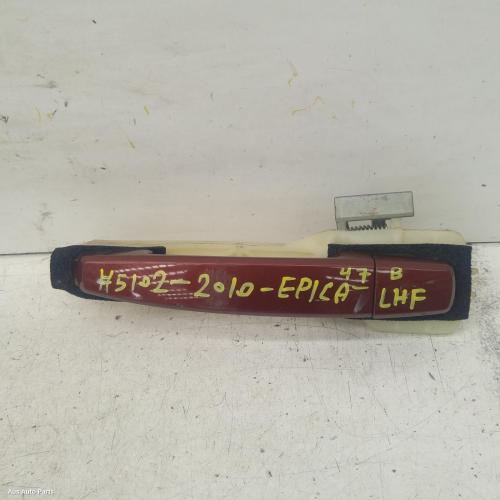 H5102-2010-EPICA 47 B
LHF
Aus Auto Parts